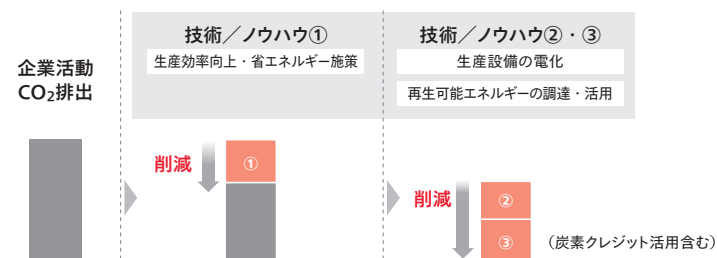 企業活動
CO₂排出
技術／ノウハウ①
生産効率向上・省エネルギー施策
技術／ノウハウ②・③
生産設備の電化
再生可能エネルギーの調達・活用
削減
①
削減
②
③
（炭素クレジット活用含む）